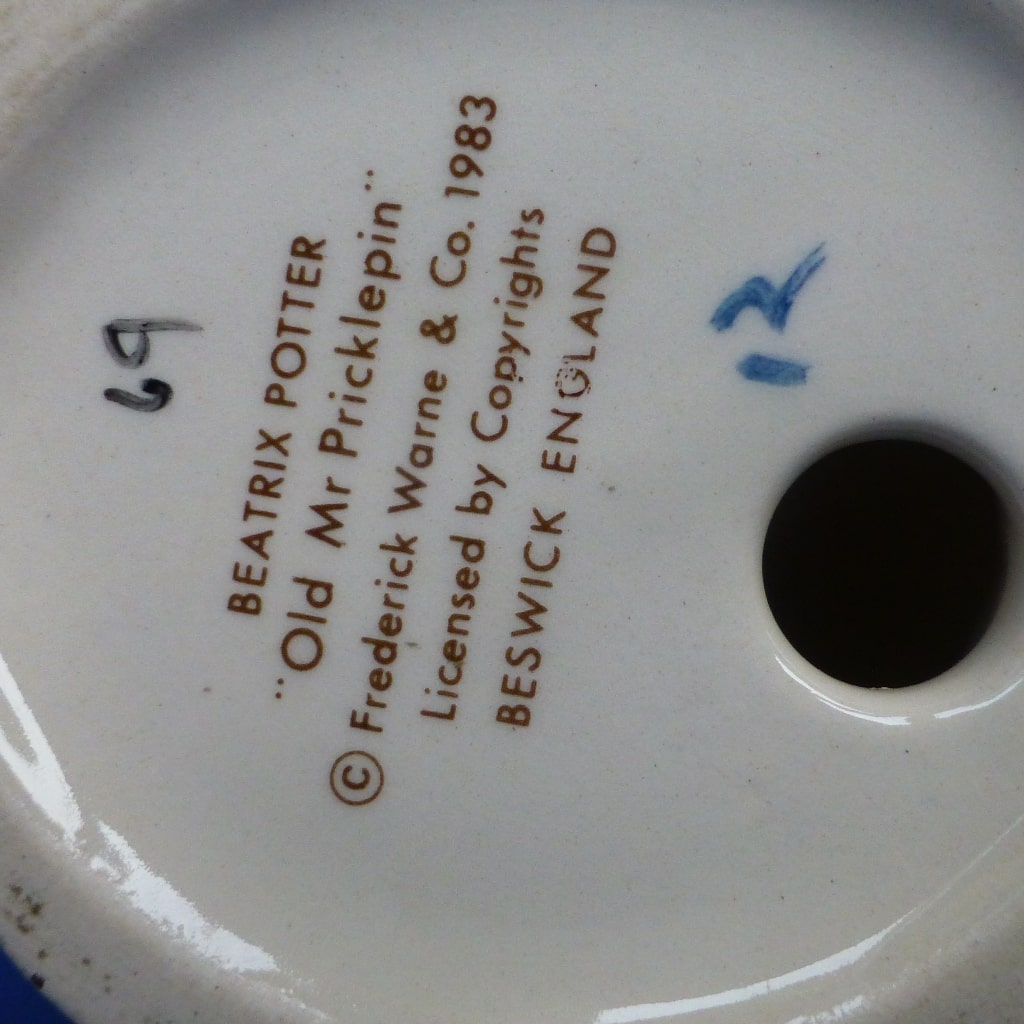 69
BEATRIX POTTER
"Old Mr Pricklepin"
© Frederick Warne & Co. 1983
Licensed by Copyrights
BESWICK ENGLAND
12